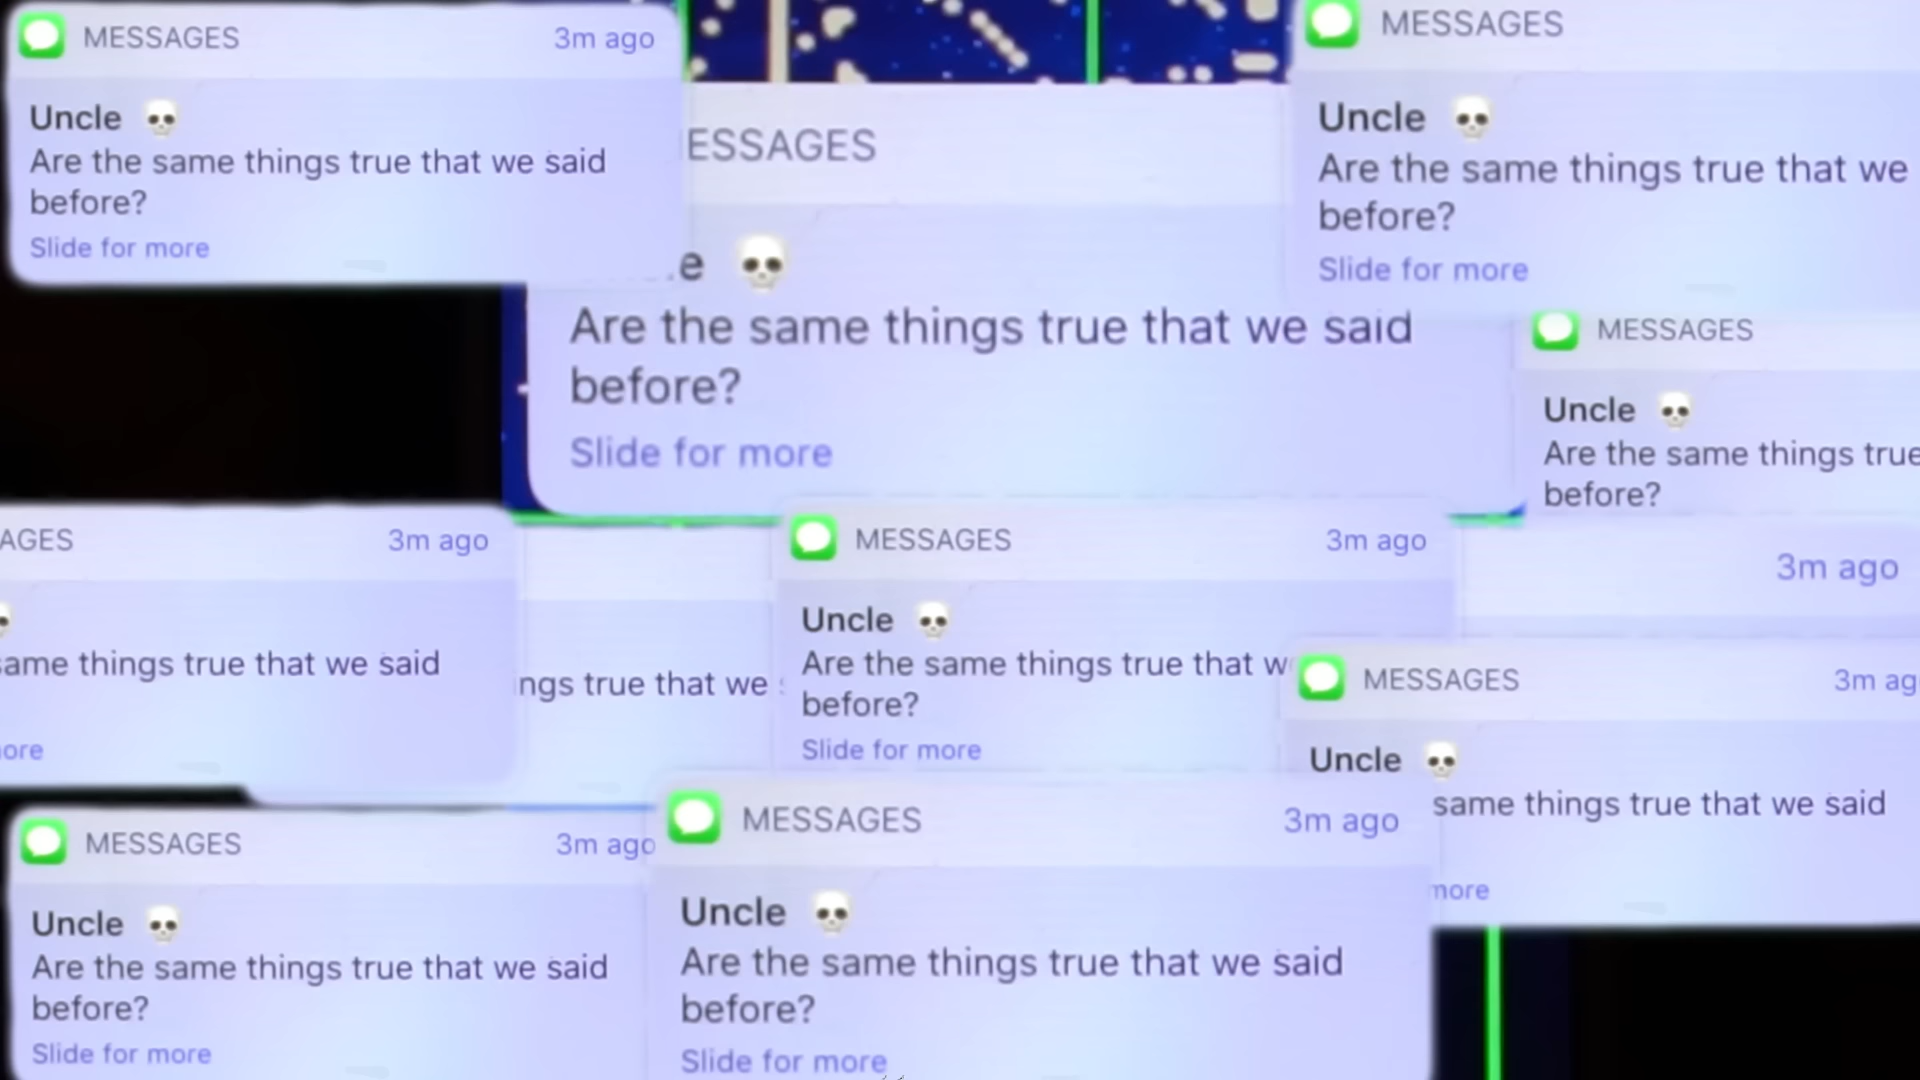 MESSAGES 3m ago
Uncle 💀
Are the same things true that we said
before?
Slide for more
MESSAGES
Uncle 💀
Are the same things true that we
before?
Slide for more
ESSAGES
e 💀
Are the same things true that we said
before?
Slide for more
MESSAGES
Uncle 💀
Are the same things true
before?
3m ago
AGES 3m ago
ame things true that we said
ore
ngs true that we
MESSAGES 3m ago
Uncle 💀
Are the same things true that w
before?
Slide for more
MESSAGES 3m ag
Uncle 💀
same things true that we said
more
MESSAGES 3m ago
Uncle 💀
Are the same things true that we said
before?
Slide for more
MESSAGES 3m ago
Uncle 💀
Are the same things true that we said
before?
Slide for more